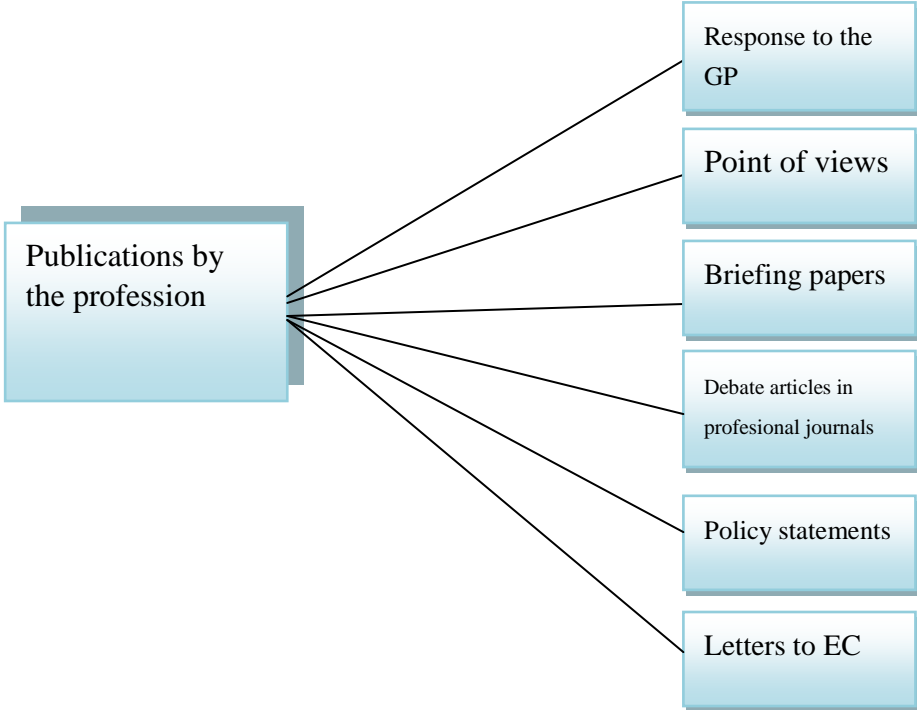 Response to the
GP
Point of views
Publications by
the profession
Briefing papers
Debate articles in
profesional journals
Policy statements
Letters to EC